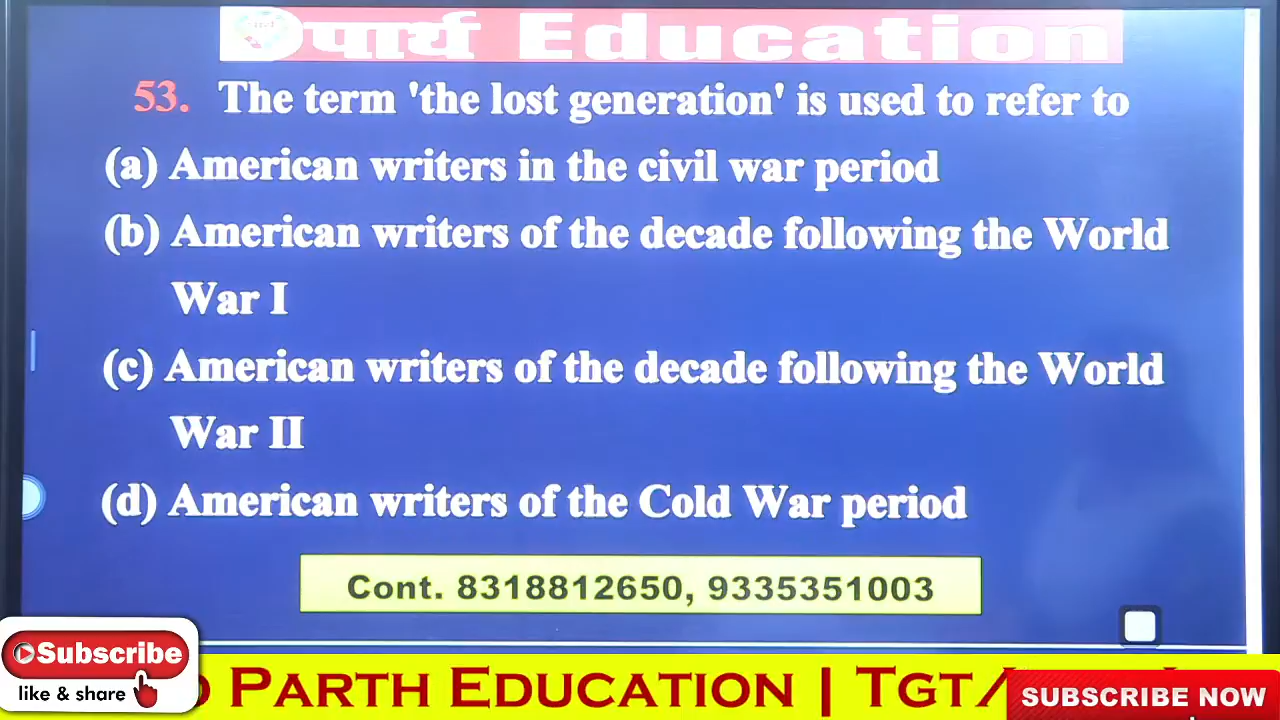 पार्थ Education
53. The term 'the lost generation' is used to refer to
(a) American writers in the civil war period
(b) American writers of the decade following the World
War I
(c) American writers of the decade following the World
War II
(d) American writers of the Cold War period
Cont. 8318812650, 9335351003
Subscribe
like & share
PARTH EDUCATION | TGT/
SUBSCRIBE NOW